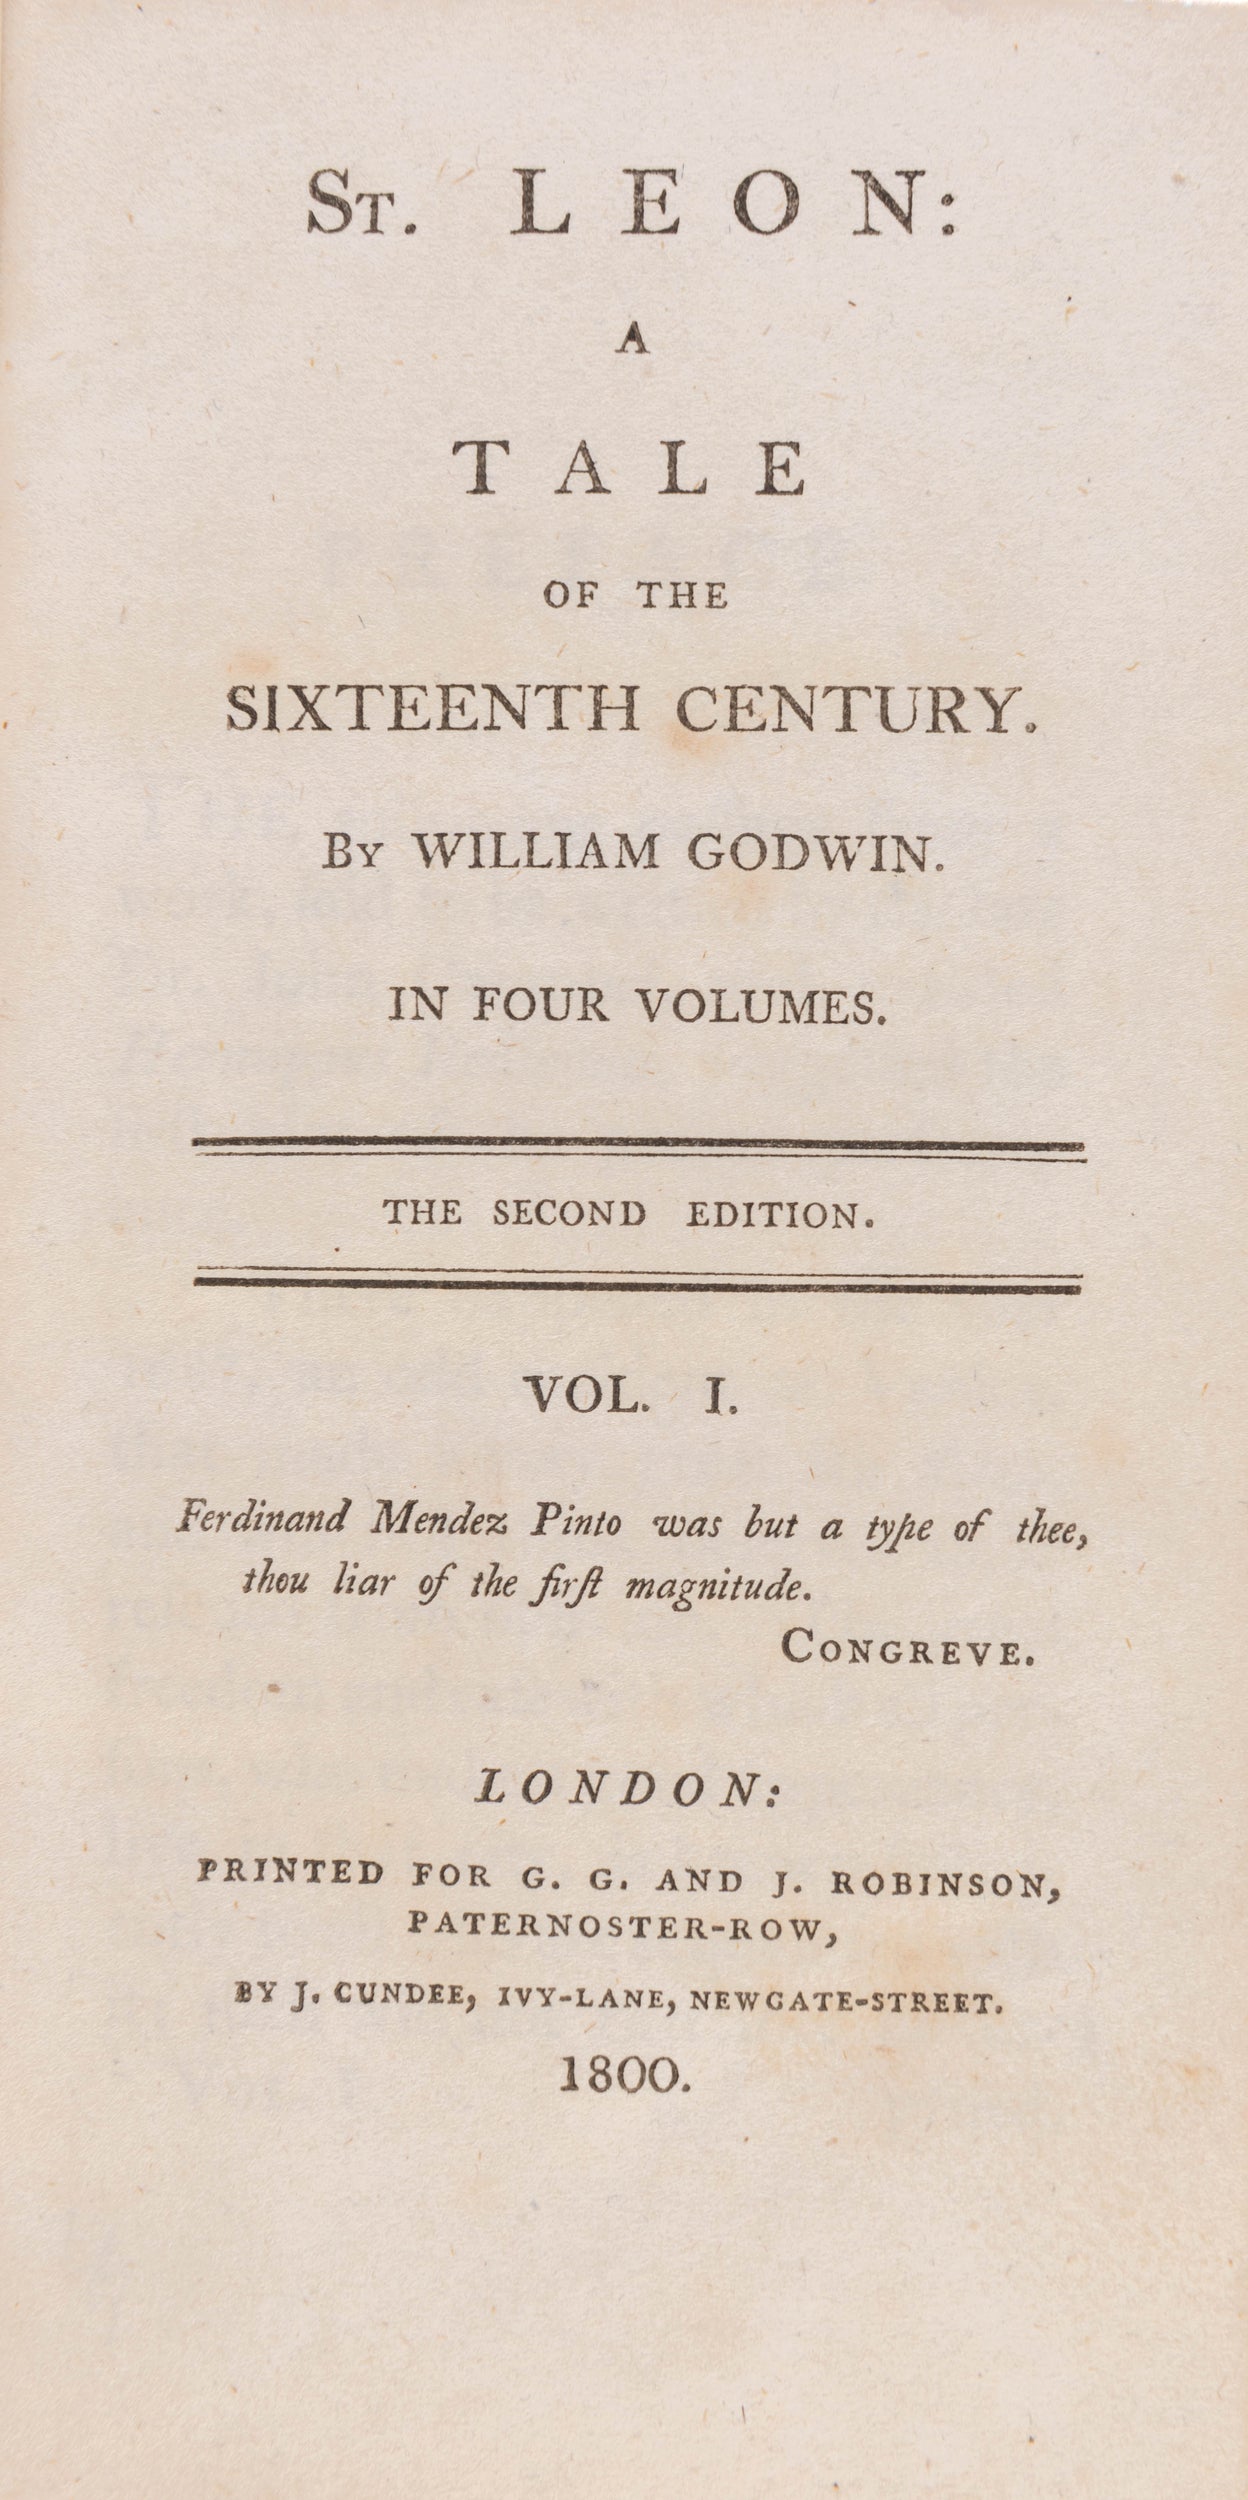 St. LEON:
A
TALE
OF THE
SIXTEENTH CENTURY.
By WILLIAM GODWIN.
IN FOUR VOLUMES.
THE SECOND EDITION.
VOL. I.
Ferdinand Mendez Pinto was but a type of thee,
thou liar of the firſt magnitude.
CONGREVE.
LONDON:
PRINTED FOR G. G. AND J. ROBINSON,
PATERNOSTER-ROW,
BY J. CUNDEE, IVY-LANE, NEWGATE-STREET.
1800.